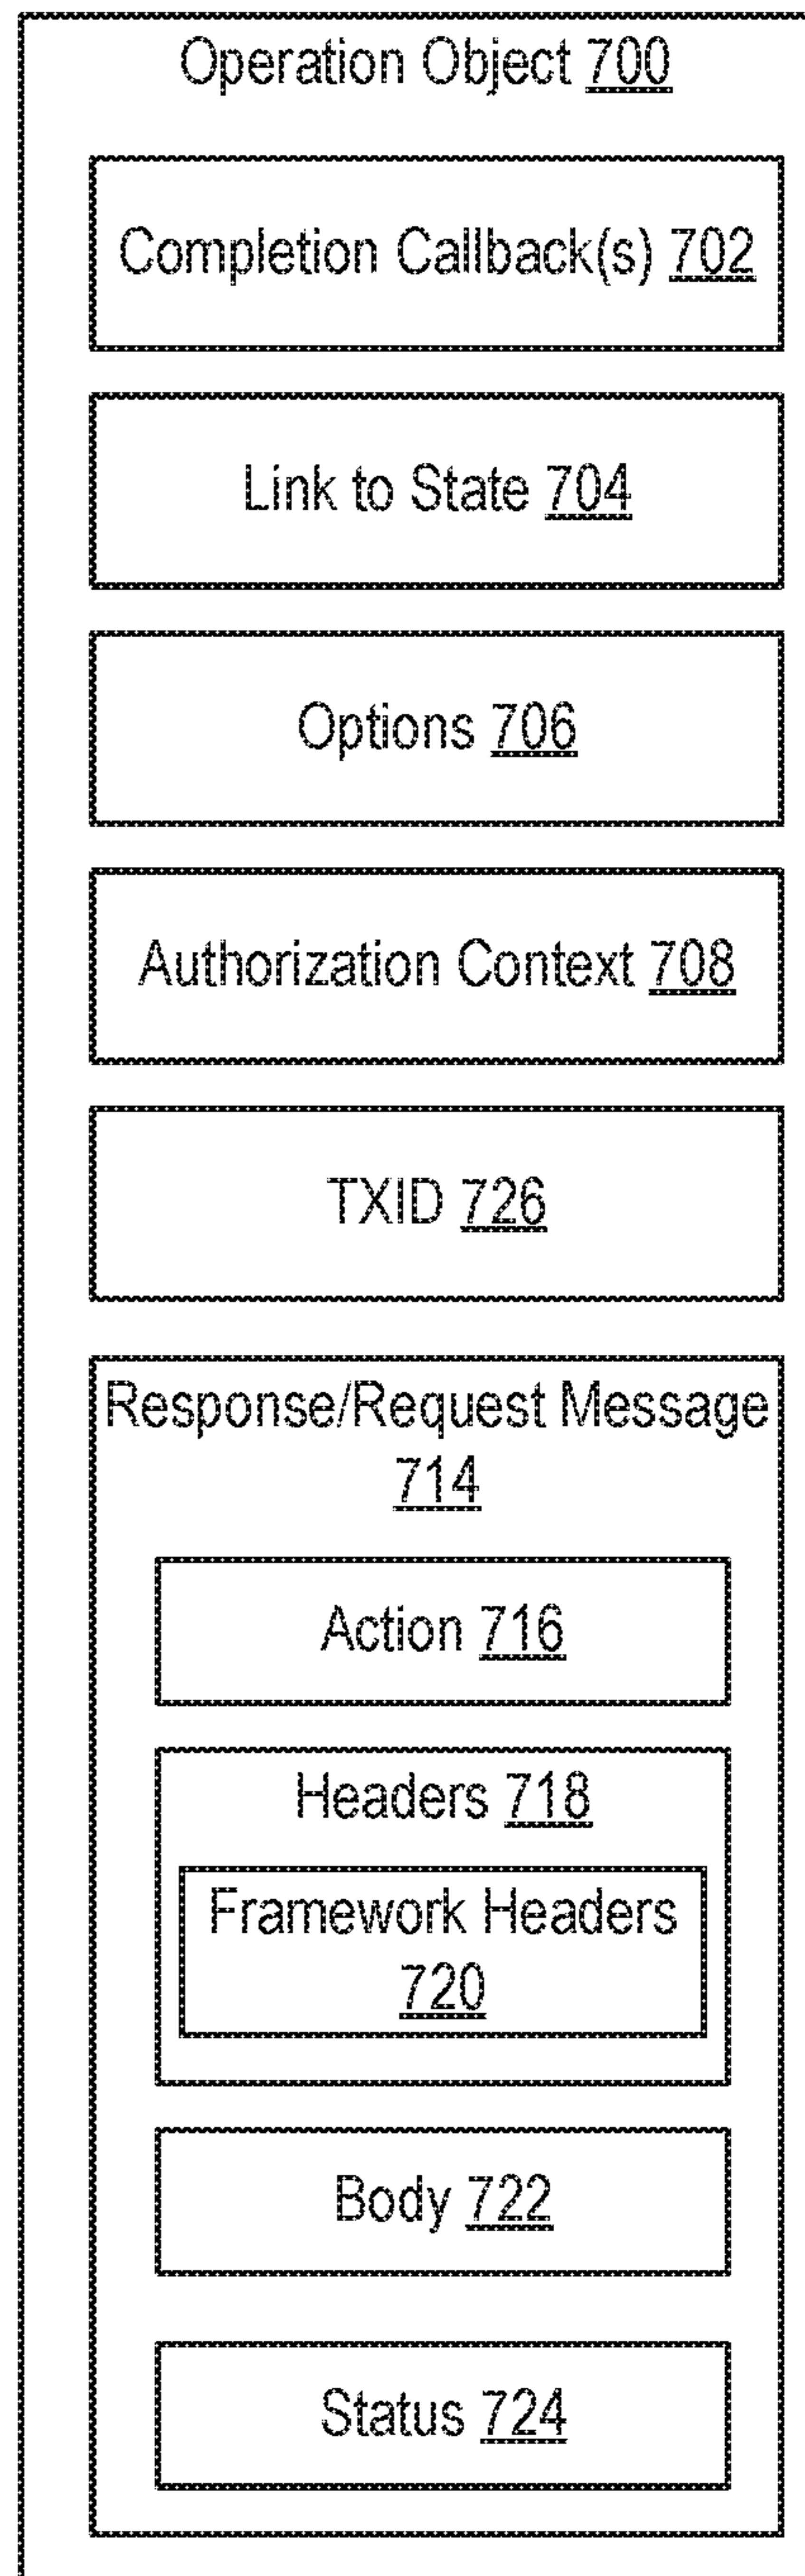 Operation Object 700
Completion Callback(s) 702
Link to State 704
Options 706
Authorization Context 708
TXID 726
Response/Request Message
714
Action 716
Headers 718
Framework Headers
720
Body 722
Status 724